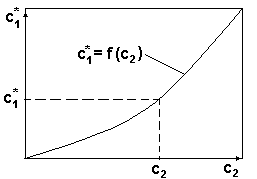 c₁*
c₁* = f (c₂)
c₁*
c₂
c₂